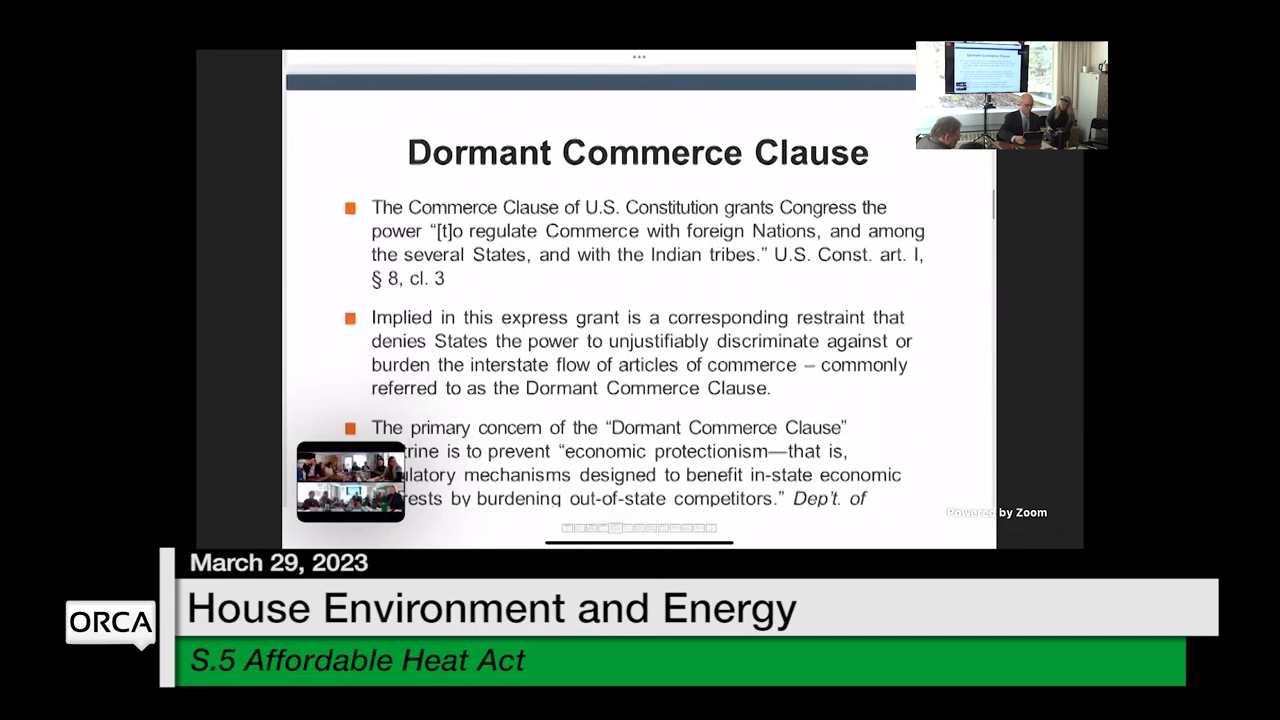 Dormant Commerce Clause
The Commerce Clause of U.S. Constitution grants Congress the
power “[t]o regulate Commerce with foreign Nations, and among
the several States, and with the Indian tribes.” U.S. Const. art. I,
§ 8, cl. 3
Implied in this express grant is a corresponding restraint that
denies States the power to unjustifiably discriminate against or
burden the interstate flow of articles of commerce – commonly
referred to as the Dormant Commerce Clause.
The primary concern of the “Dormant Commerce Clause”
trine is to prevent “economic protectionism—that is,
ulatory mechanisms designed to benefit in-state economic
rests by burdening out-of-state competitors.” Dep’t. of
Powered by Zoom
March 29, 2023
House Environment and Energy
ORCA
S.5 Affordable Heat Act